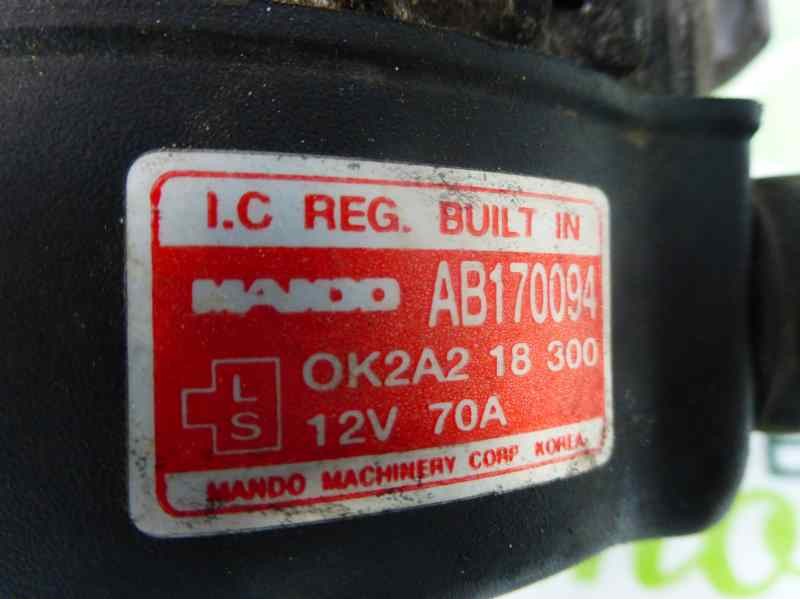 I.C REG. BUILT IN
MANDO AB170094
OK2A2 18 300
L
S
12V 70A
MANDO MACHINERY CORP. KOREA.